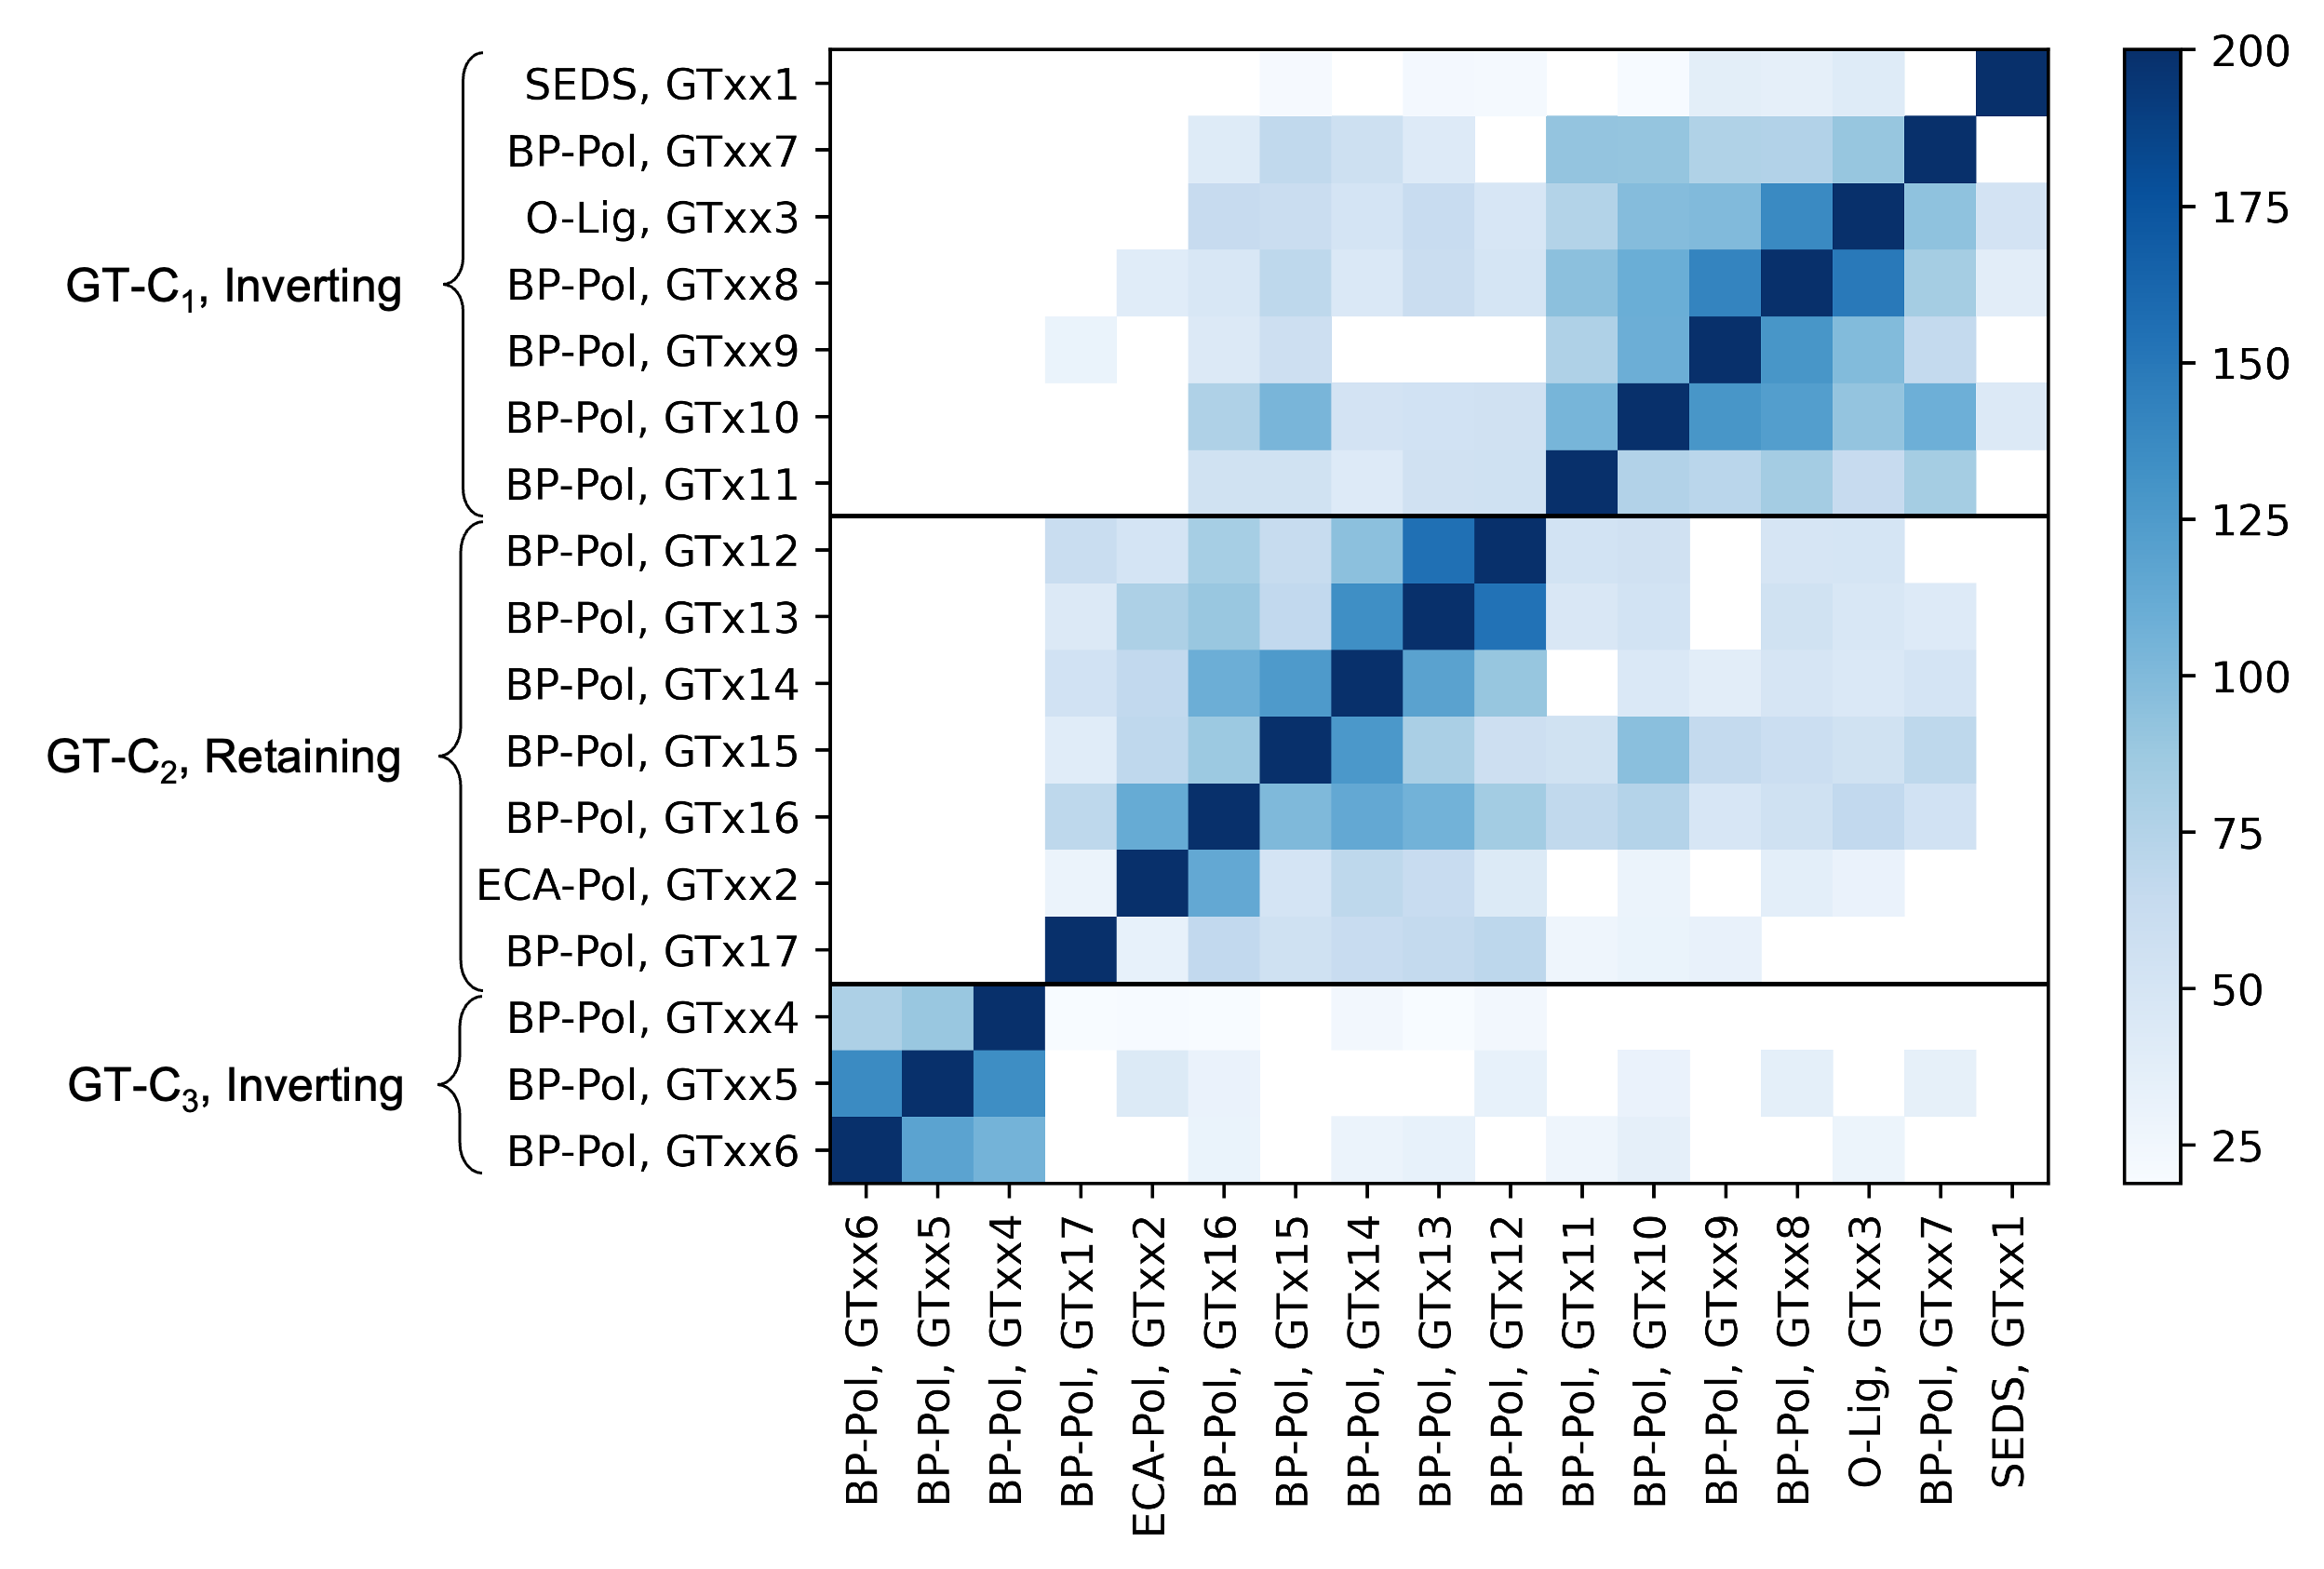 GT-C1, Inverting
SEDS, GTxx1
BP-Pol, GTxx7
O-Lig, GTxx3
BP-Pol, GTxx8
BP-Pol, GTxx9
BP-Pol, GTx10
BP-Pol, GTx11
GT-C2, Retaining
BP-Pol, GTx12
BP-Pol, GTx13
BP-Pol, GTx14
BP-Pol, GTx15
BP-Pol, GTx16
ECA-Pol, GTxx2
BP-Pol, GTx17
GT-C3, Inverting
BP-Pol, GTxx4
BP-Pol, GTxx5
BP-Pol, GTxx6
BP-Pol, GTxx6
BP-Pol, GTxx5
BP-Pol, GTxx4
BP-Pol, GTx17
ECA-Pol, GTxx2
BP-Pol, GTx16
BP-Pol, GTx15
BP-Pol, GTx14
BP-Pol, GTx13
BP-Pol, GTx12
BP-Pol, GTx11
BP-Pol, GTx10
BP-Pol, GTxx9
BP-Pol, GTxx8
O-Lig, GTxx3
BP-Pol, GTxx7
SEDS, GTxx1
200
175
150
125
100
75
50
25